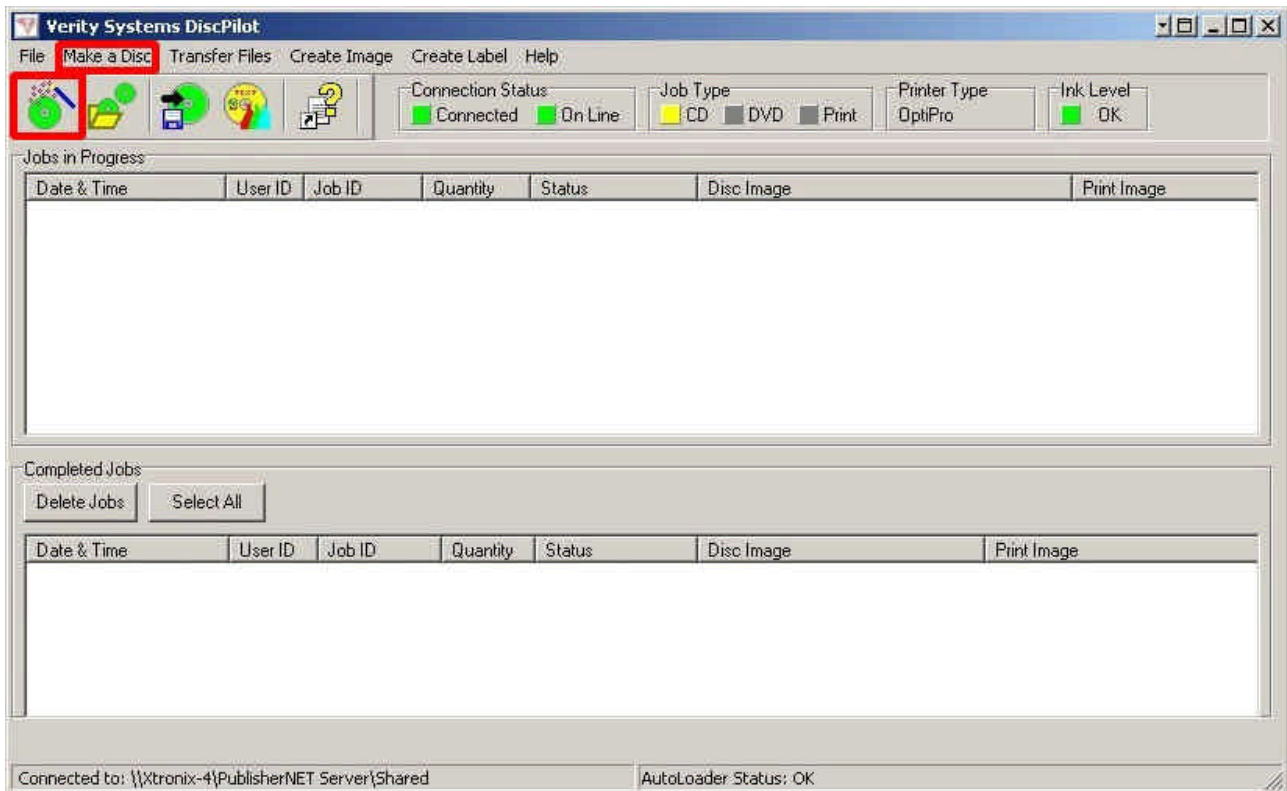 Verity Systems DiscPilot
File Make a Disc Transfer Files Create Image Create Label Help
Connection Status Job Type Printer Type Ink Level
Connected On Line CD DVD Print OptiPro OK
Jobs in Progress
Date & Time User ID Job ID Quantity Status Disc Image Print Image
Completed Jobs
Delete Jobs Select All
Date & Time User ID Job ID Quantity Status Disc Image Print Image
Connected to: \\Xtronix-4\PublisherNET Server\Shared AutoLoader Status: OK